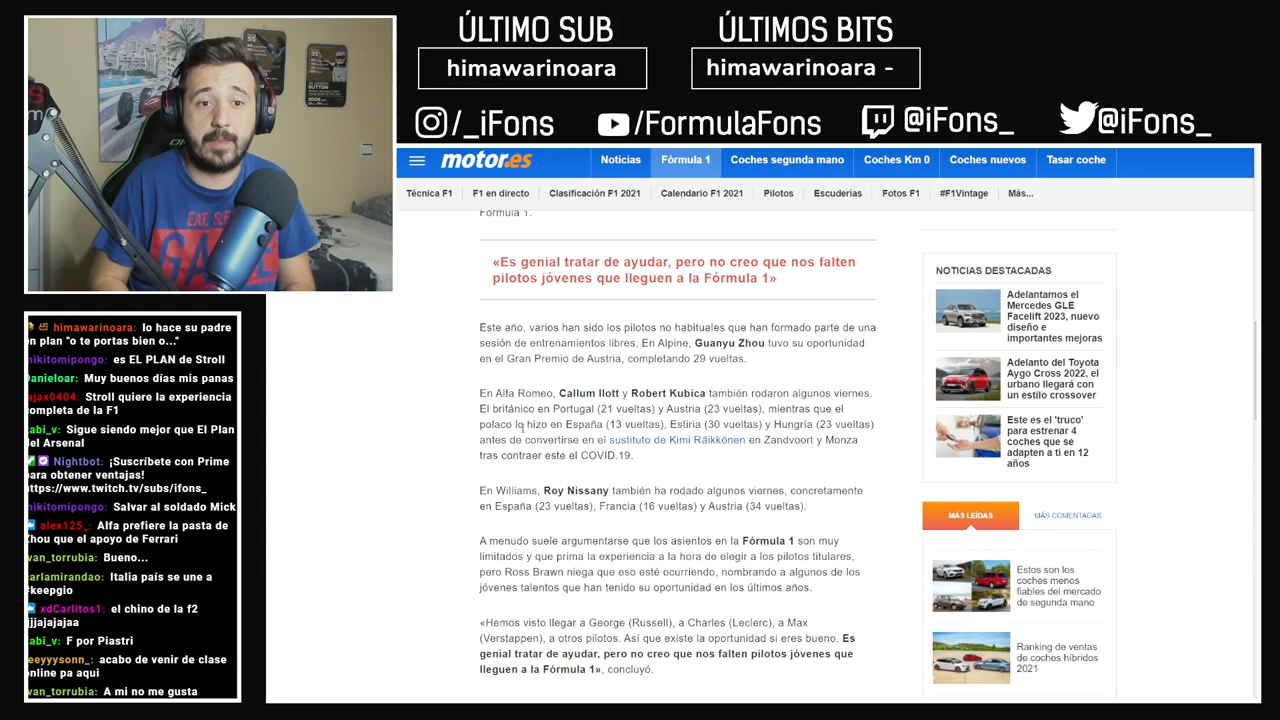 ÚLTIMO SUB
himawarinoara
ÚLTIMOS BITS
himawarinoara -
/_iFons
/FormulaFons
@iFons_
@iFons_
motor.es
Noticias
Fórmula 1
Coches segunda mano
Coches Km 0
Coches nuevos
Tasar coche
Técnica F1
F1 en directo
Clasificación F1 2021
Calendario F1 2021
Pilotos
Escuderías
Fotos F1
#F1Vintage
Más...
Fórmula 1.
«Es genial tratar de ayudar, pero no creo que nos falten
pilotos jóvenes que lleguen a la Fórmula 1»
Este año, varios han sido los pilotos no habituales que han formado parte de una
sesión de entrenamientos libres. En Alpine, Guanyu Zhou tuvo su oportunidad
en el Gran Premio de Austria, completando 29 vueltas.
En Alfa Romeo, Callum Ilott y Robert Kubica también rodaron algunos viernes.
El británico en Portugal (21 vueltas) y Austria (23 vueltas), mientras que el
polaco lo hizo en España (13 vueltas), Estiria (30 vueltas) y Hungría (23 vueltas)
antes de convertirse en el sustituto de Kimi Räikkönen en Zandvoort y Monza
tras contraer este el COVID.19.
En Williams, Roy Nissany también ha rodado algunos viernes, concretamente
en España (23 vueltas), Francia (16 vueltas) y Austria (34 vueltas).
A menudo suele argumentarse que los asientos en la Fórmula 1 son muy
limitados y que prima la experiencia a la hora de elegir a los pilotos titulares,
pero Ross Brawn niega que eso esté ocurriendo, nombrando a algunos de los
jóvenes talentos que han tenido su oportunidad en los últimos años.
«Hemos visto llegar a George (Russell), a Charles (Leclerc), a Max
(Verstappen), a otros pilotos. Así que existe la oportunidad si eres bueno. Es
genial tratar de ayudar, pero no creo que nos falten pilotos jóvenes que
lleguen a la Fórmula 1», concluyó.
NOTICIAS DESTACADAS
Adelantamos el
Mercedes GLE
Facelift 2023, nuevo
diseño e
importantes mejoras
Adelanto del Toyota
Aygo Cross 2022, el
urbano llegará con
un estilo crossover
Este es el 'truco'
para estrenar 4
coches que se
adapten a ti en 12
años
MÁS LEÍDAS
MÁS COMENTADAS
Estos son los
coches menos
fiables del mercado
de segunda mano
Ranking de ventas
de coches híbridos
2021
himawarinoara: lo hace su padre
en plan "o te portas bien o..."
nikitomipongo: es EL PLAN de Stroll
Danieloar: Muy buenos días mis panas
ajax0404: Stroll quiere la experiencia
completa de la F1
tabi_v: Sigue siendo mejor que El Plan
del Arsenal
Nightbot: ¡Suscríbete con Prime
para obtener ventajas!
https://www.twitch.tv/subs/ifons_
nikitomipongo: Salvar al soldado Mick
alex125_: Alfa prefiere la pasta de
Zhou que el apoyo de Ferrari
van_torrubia: Bueno...
carlamirandao: Italia país se une a
#keepgio
xdCarlitos1: el chino de la f2
jjjajajajaa
tabi_v: F por Piastri
eeyyysonn_: acabo de venir de clase
online pa aqui
van_torrubia: A mi no me gusta
BUTTON